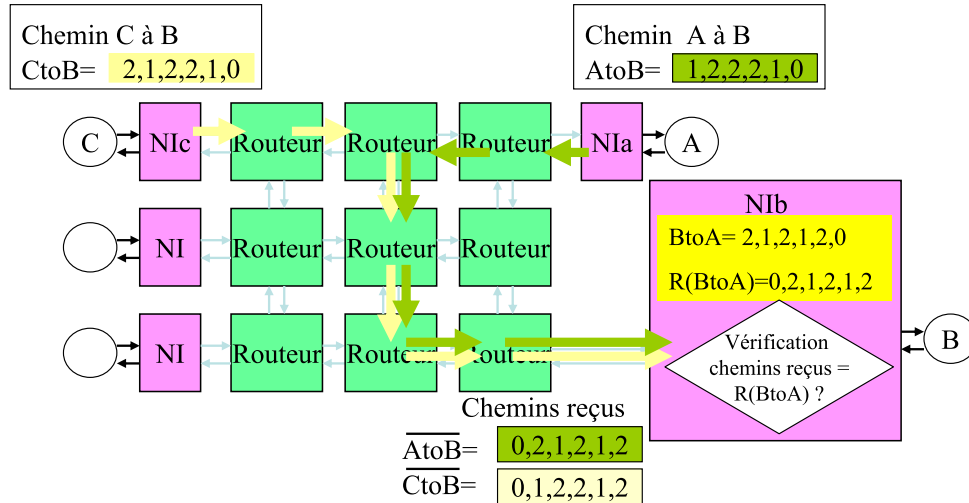 Chemin C à B
CtoB= 2,1,2,2,1,0
Chemin A à B
AtoB= 1,2,2,2,1,0
C
NIc
Routeur
Routeur
Routeur
NIa
A
NI
Routeur
Routeur
Routeur
NIb
BtoA= 2,1,2,1,2,0
R(BtoA)=0,2,1,2,1,2
NI
Routeur
Routeur
Routeur
Vérification
chemins reçus =
R(BtoA) ?
B
Chemins reçus
AtoB= 0,2,1,2,1,2
CtoB= 0,1,2,2,1,2